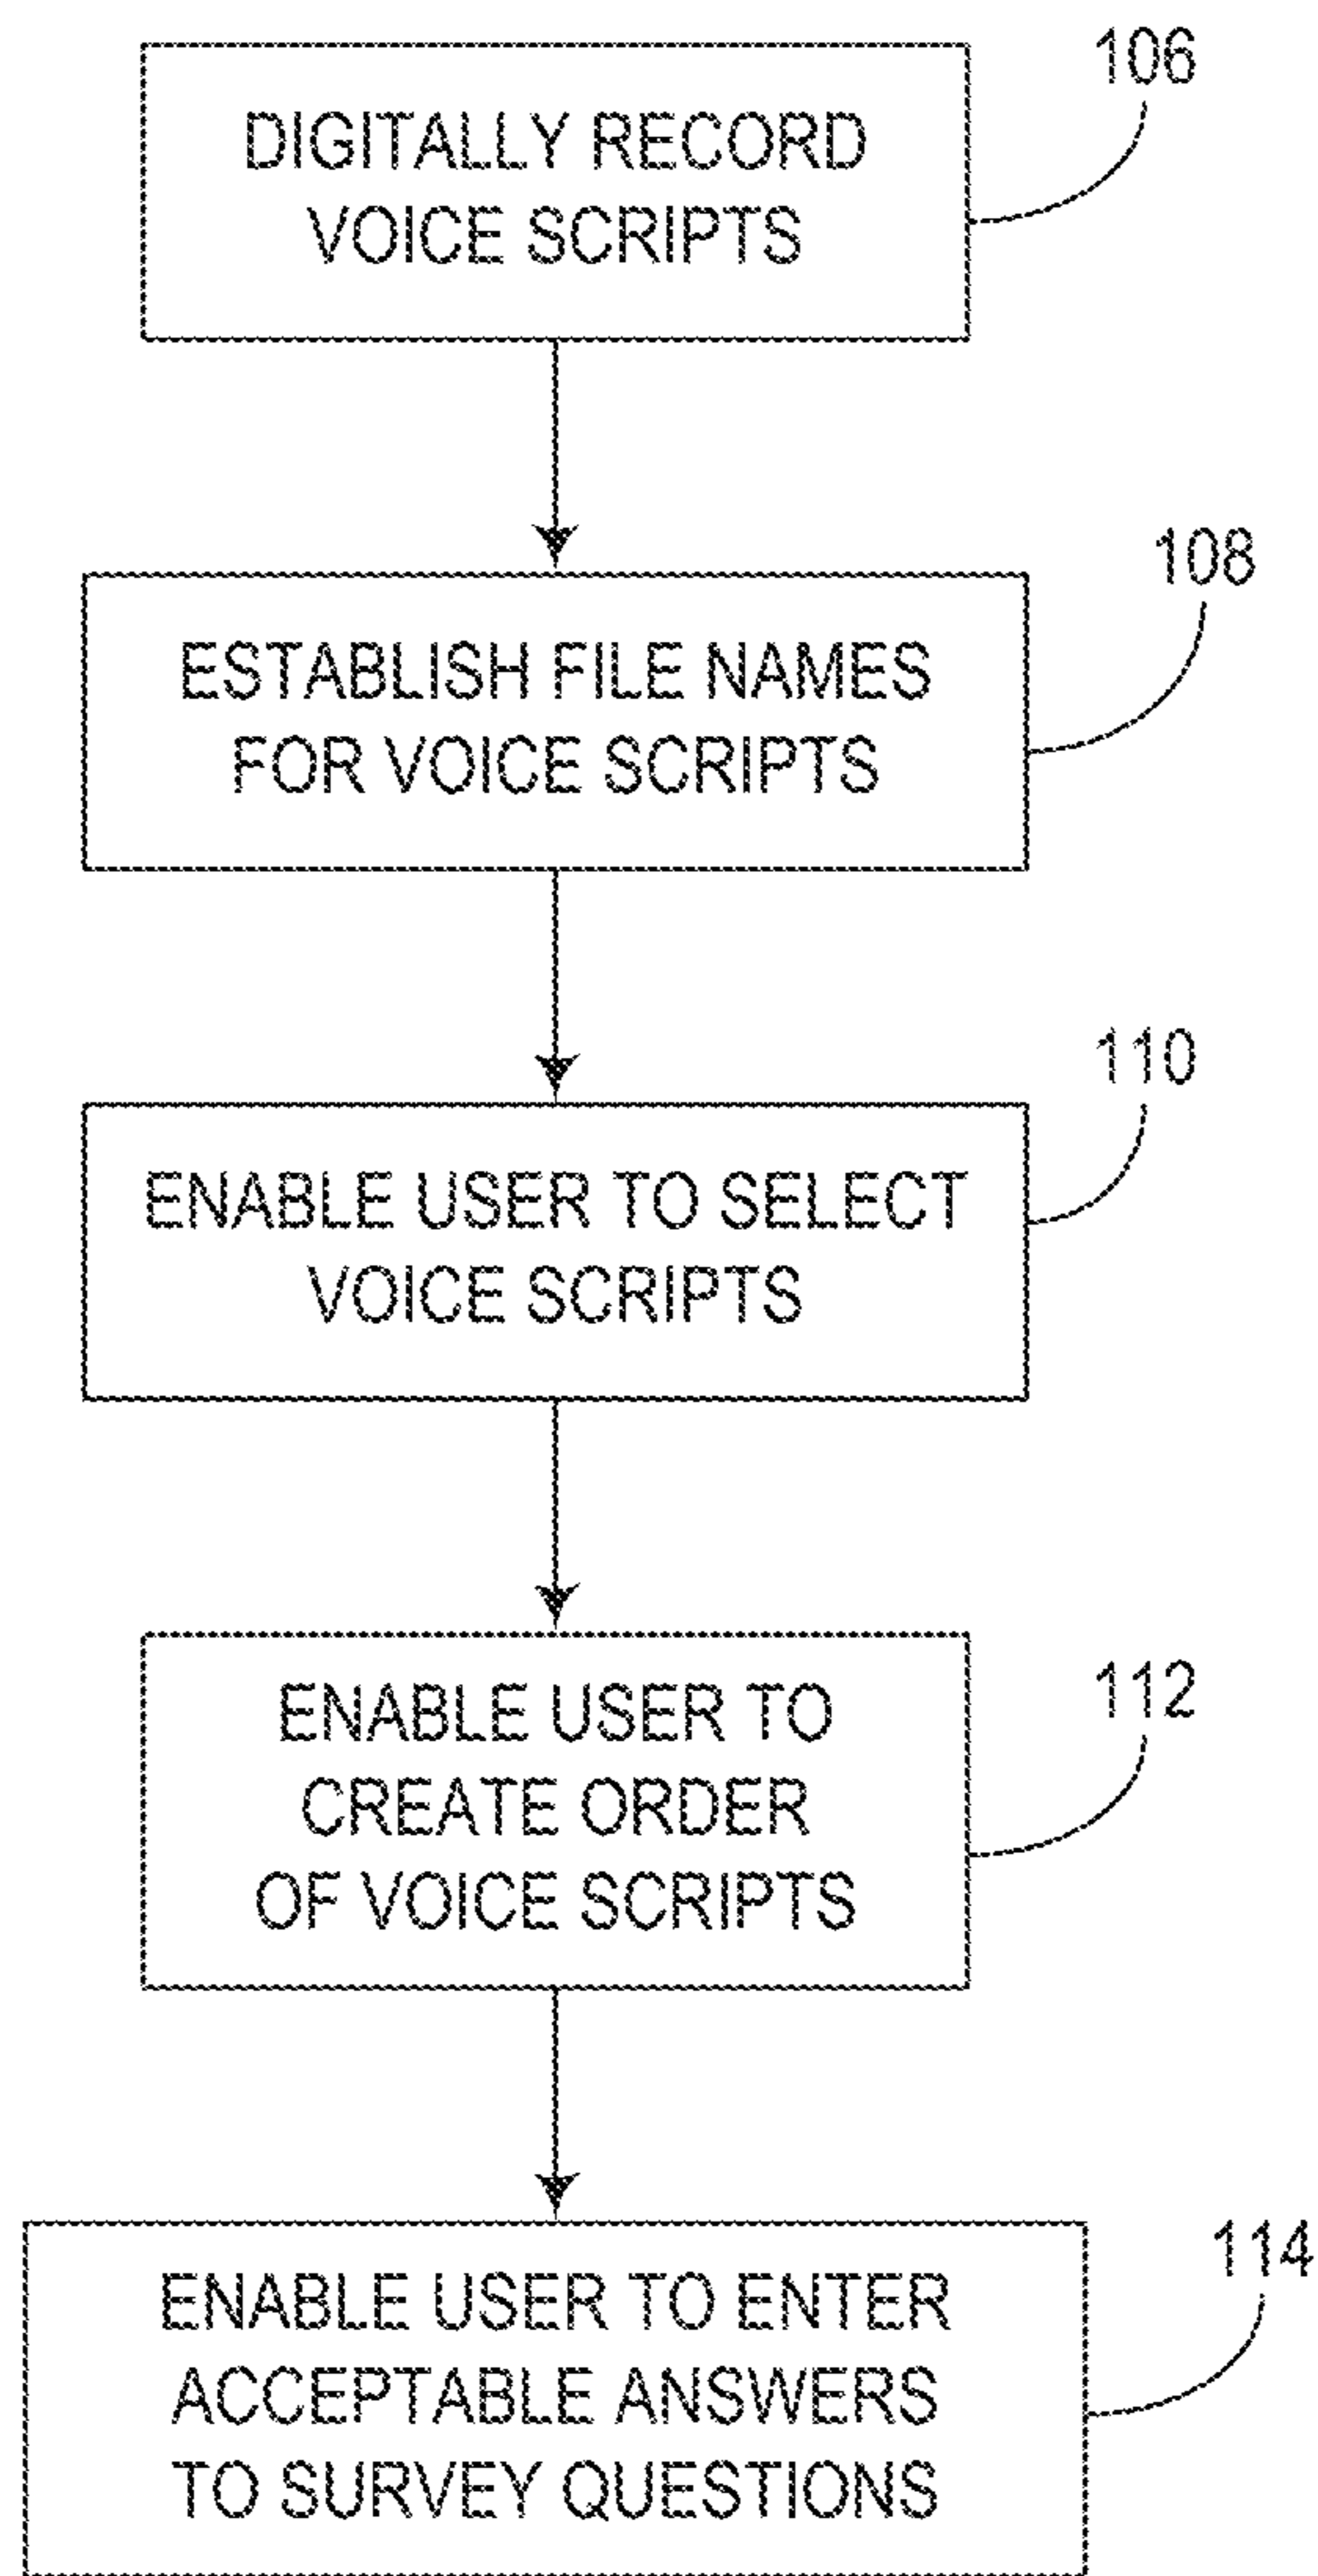 106
DIGITALLY RECORD
VOICE SCRIPTS
108
ESTABLISH FILE NAMES
FOR VOICE SCRIPTS
110
ENABLE USER TO SELECT
VOICE SCRIPTS
112
ENABLE USER TO
CREATE ORDER
OF VOICE SCRIPTS
114
ENABLE USER TO ENTER
ACCEPTABLE ANSWERS
TO SURVEY QUESTIONS